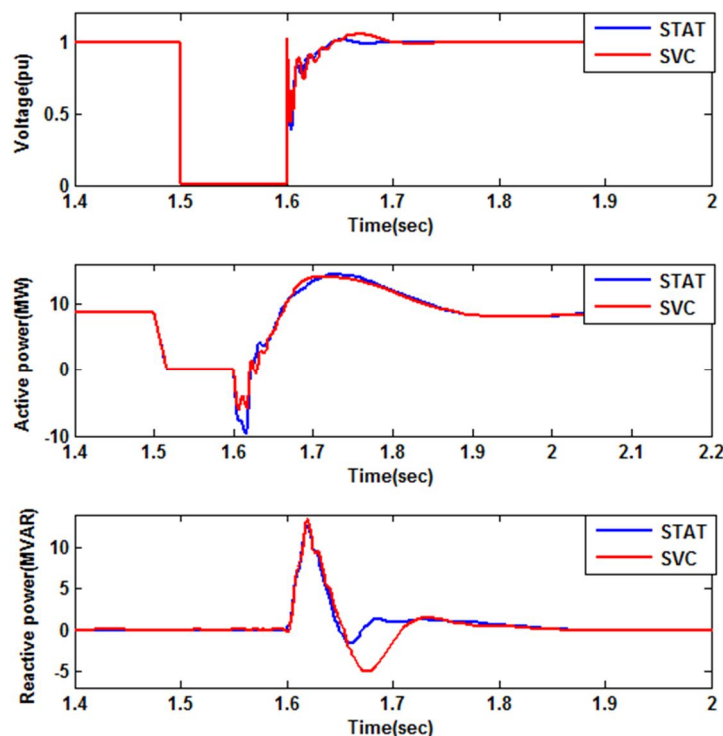 Voltage(pu)
1
0.5
0
1.4 1.5 1.6 1.7 1.8 1.9 2
Time(sec)
STAT
SVC
Active power(MW)
10
0
-10
1.4 1.5 1.6 1.7 1.8 1.9 2 2.1 2.2
Time(sec)
STAT
SVC
Reactive power(MVAR)
10
5
0
-5
1.4 1.5 1.6 1.7 1.8 1.9 2
Time(sec)
STAT
SVC